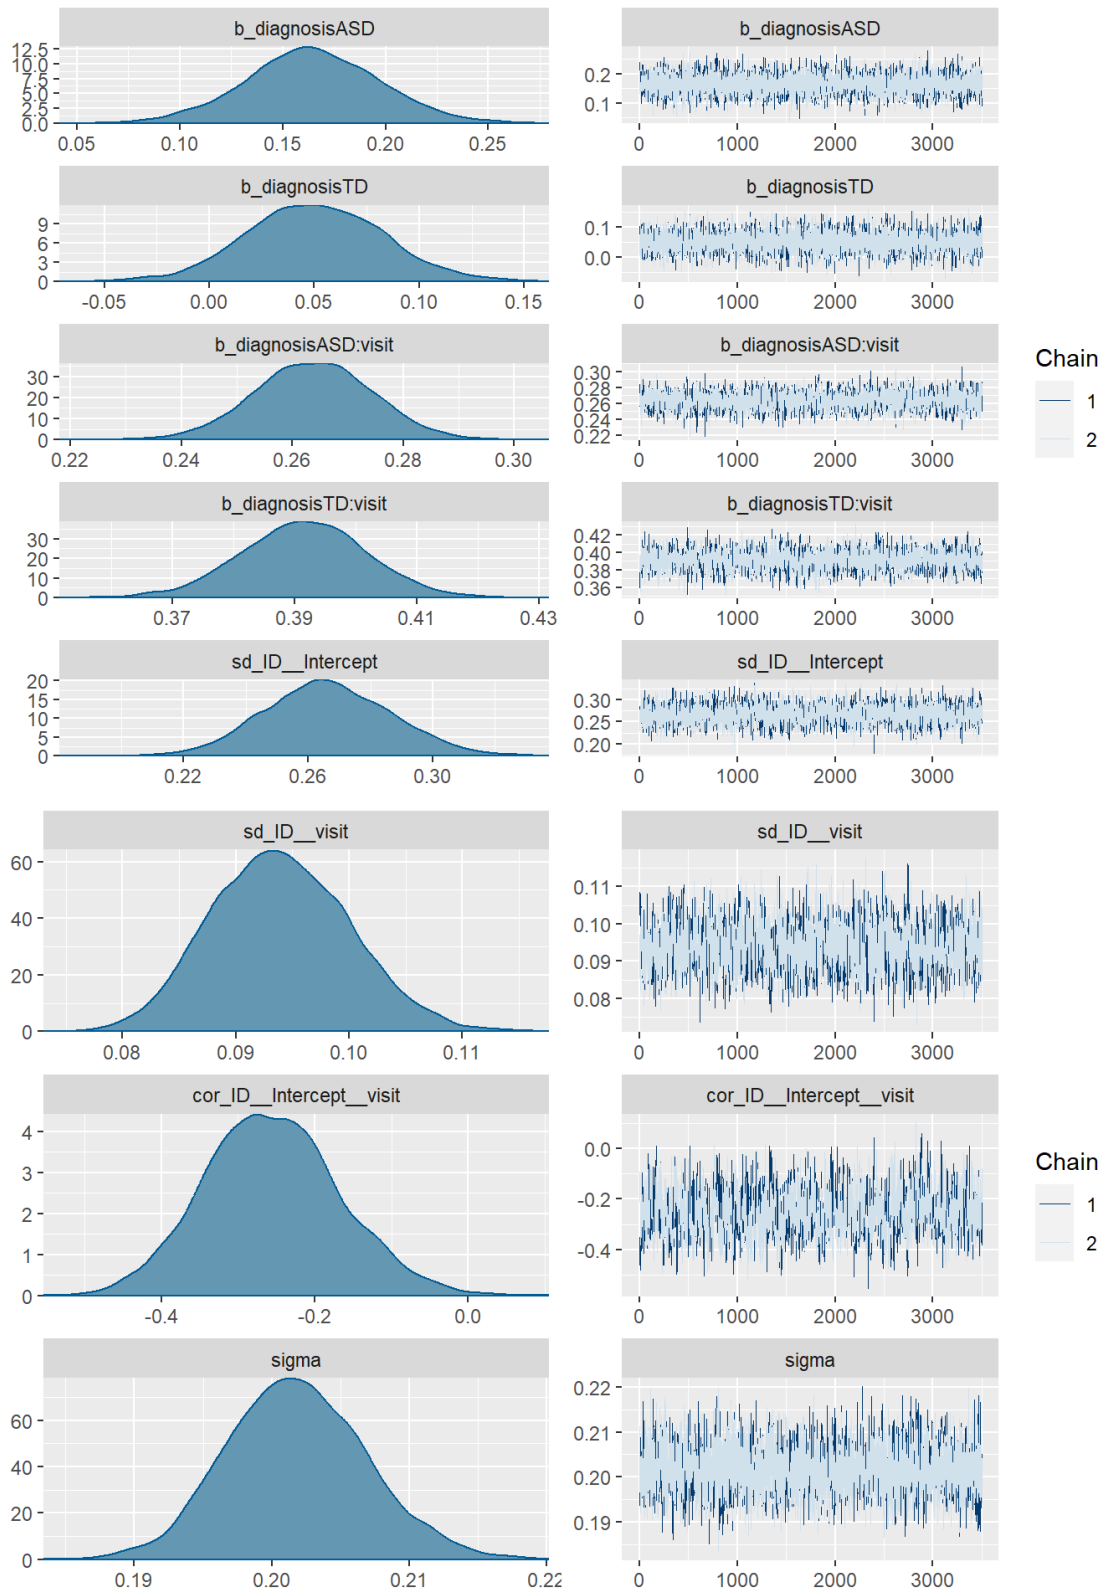 b_diagnosisASD
12.5
10.0
7.5
5.0
2.5
0.0
0.05 0.10 0.15 0.20 0.25
b_diagnosisASD
0.2
0.1
0 1000 2000 3000
b_diagnosisTD
9
6
3
0
-0.05 0.00 0.05 0.10 0.15
b_diagnosisTD
0.1
0.0
0 1000 2000 3000
b_diagnosisASD:visit
30
20
10
0
0.22 0.24 0.26 0.28 0.30
b_diagnosisASD:visit
0.30
0.28
0.26
0.24
0.22
0 1000 2000 3000
b_diagnosisTD:visit
30
20
10
0
0.37 0.39 0.41 0.43
b_diagnosisTD:visit
0.42
0.40
0.38
0.36
0 1000 2000 3000
sd_ID__Intercept
20
15
10
5
0
0.22 0.26 0.30
sd_ID__Intercept
0.30
0.25
0.20
0 1000 2000 3000
Chain
1
2
sd_ID__visit
60
40
20
0
0.08 0.09 0.10 0.11
sd_ID__visit
0.11
0.10
0.09
0.08
0 1000 2000 3000
cor_ID__Intercept__visit
4
3
2
1
0
-0.4 -0.2 0.0
cor_ID__Intercept__visit
0.0
-0.2
-0.4
0 1000 2000 3000
sigma
60
40
20
0
0.19 0.20 0.21 0.22
sigma
0.22
0.21
0.20
0.19
0 1000 2000 3000
Chain
1
2